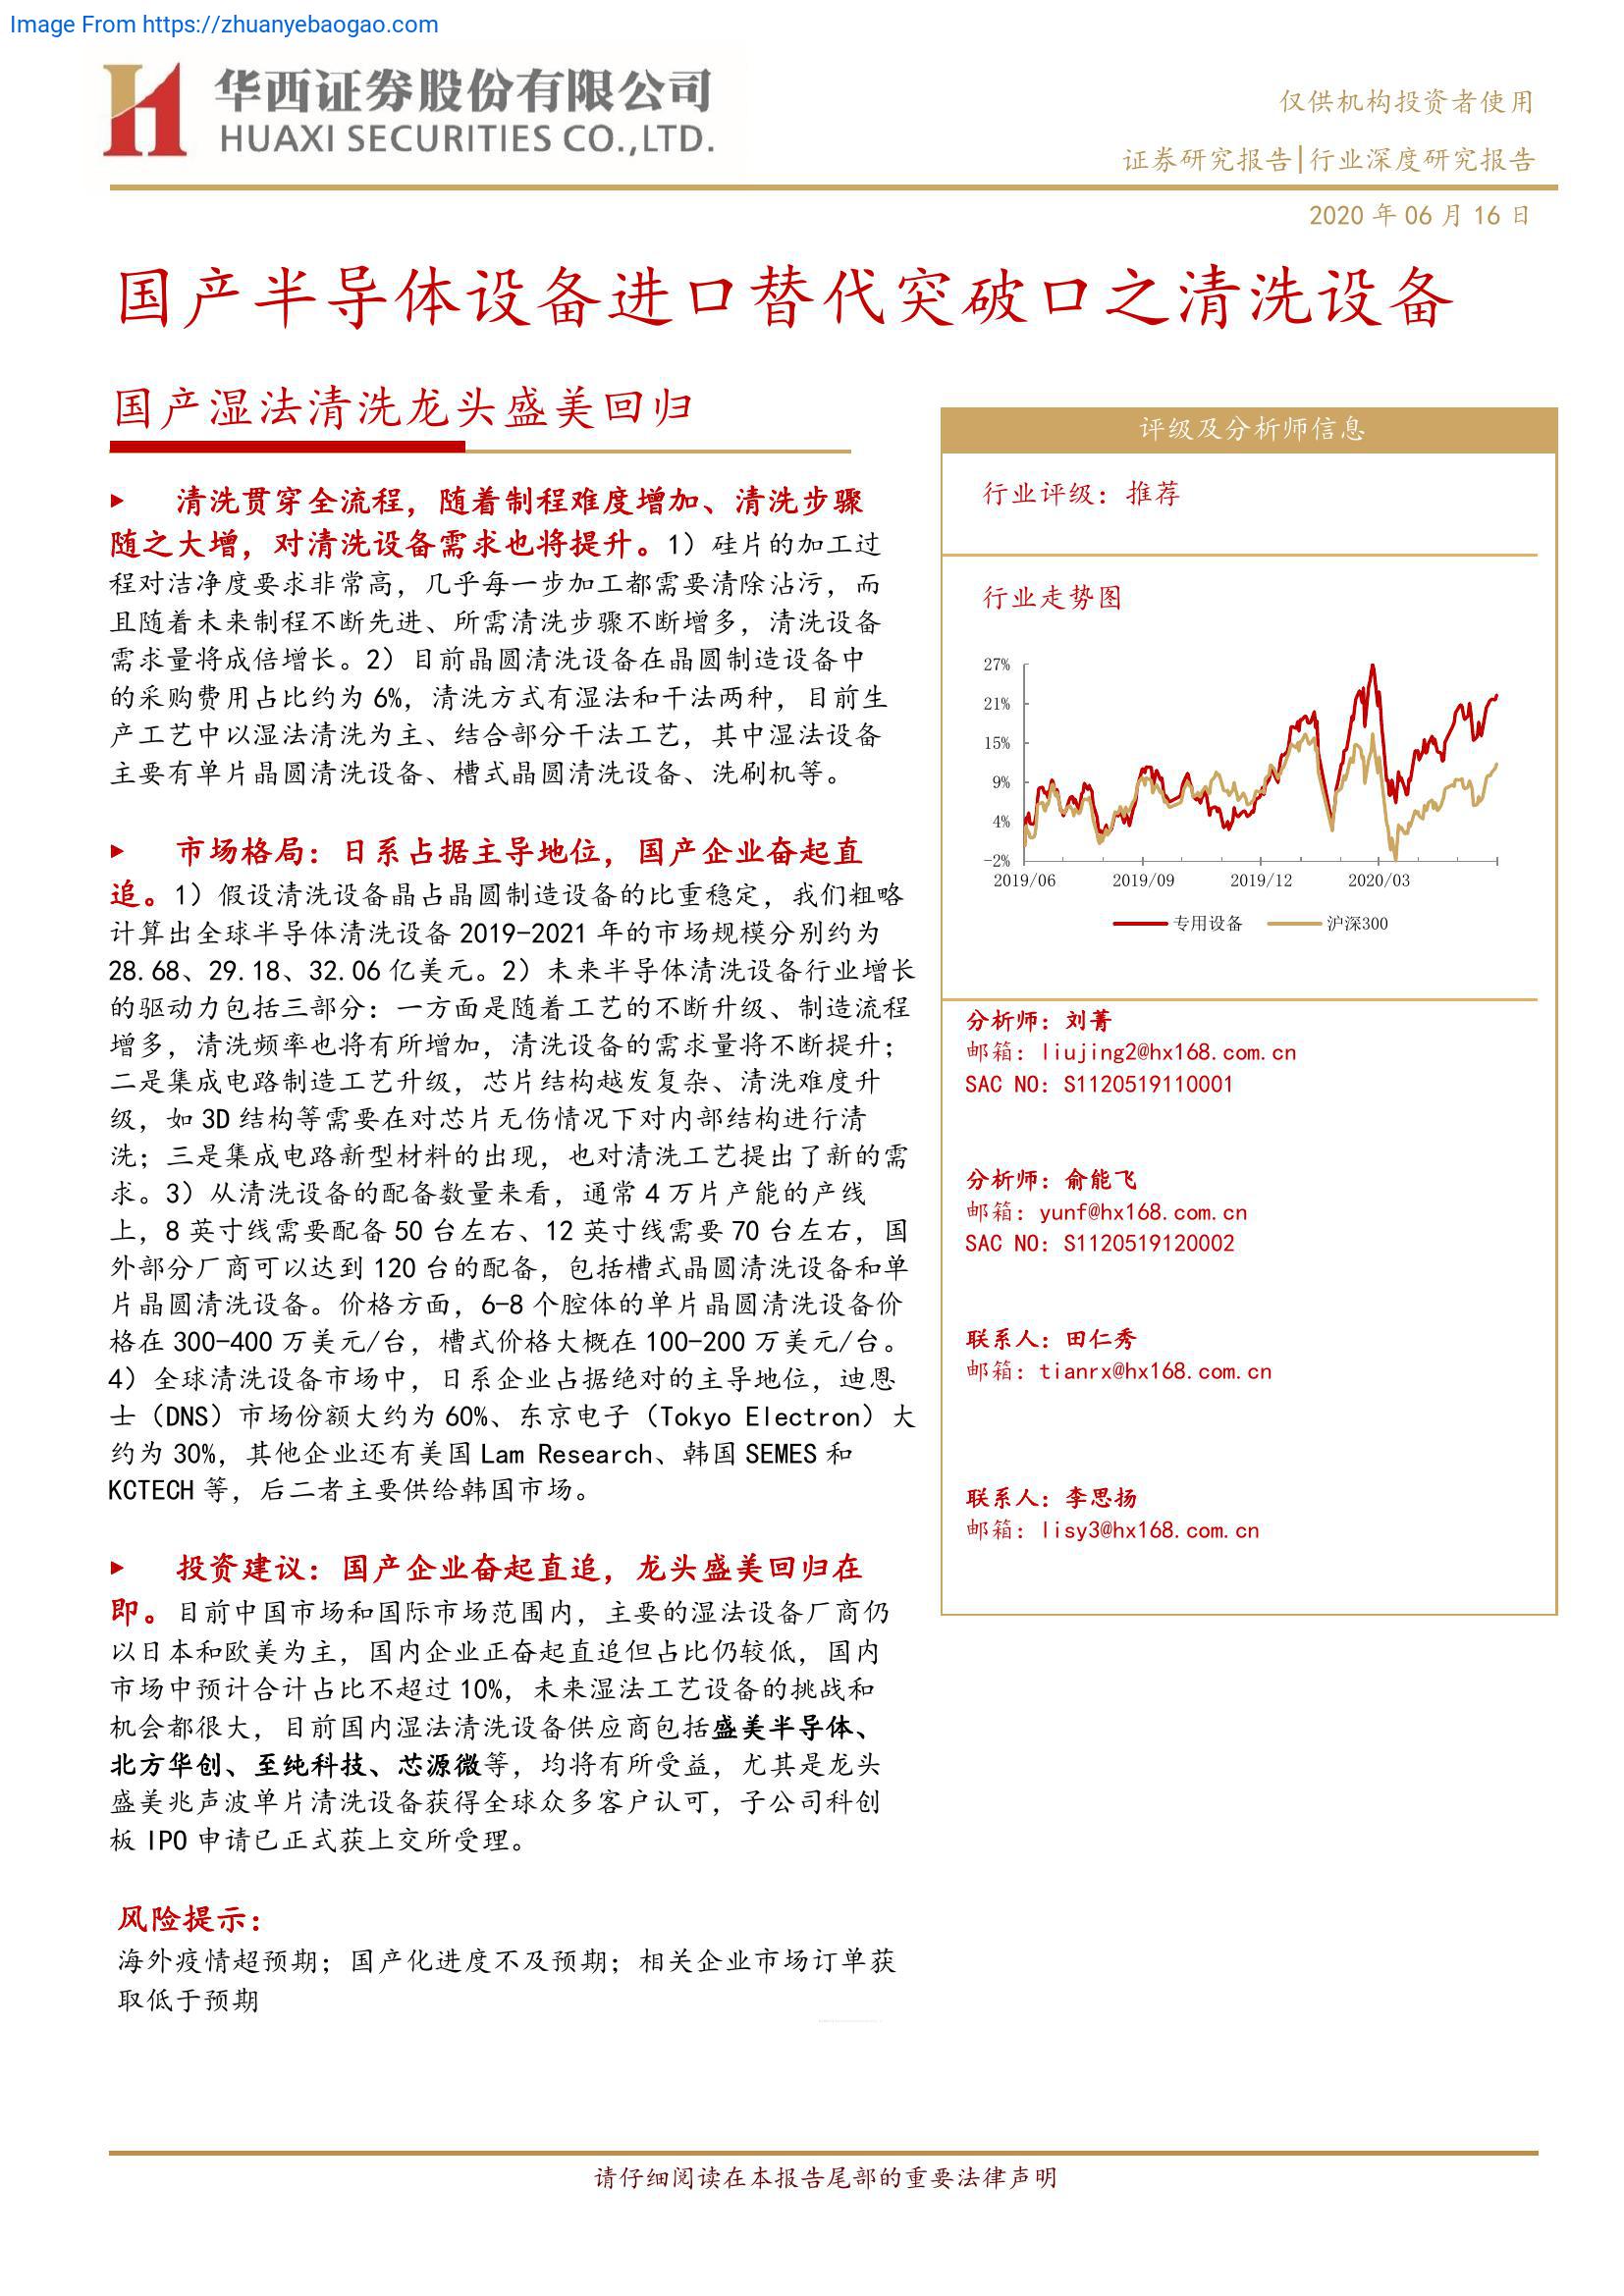 Image From https://zhuanyebaogao.com
华西证券股份有限公司
HUAXI SECURITIES CO.,LTD.
仅供机构投资者使用
证券研究报告|行业深度研究报告
2020 年 06 月 16 日
国产半导体设备进口替代突破口之清洗设备
国产湿法清洗龙头盛美回归
清洗贯穿全流程，随着制程难度增加、清洗步骤
随之大增，对清洗设备需求也将提升。1）硅片的加工过
程对洁净度要求非常高，几乎每一步加工都需要清除沾污，而
且随着未来制程不断先进、所需清洗步骤不断增多，清洗设备
需求量将成倍增长。2）目前晶圆清洗设备在晶圆制造设备中
的采购费用占比约为 6%，清洗方式有湿法和干法两种，目前生
产工艺中以湿法清洗为主、结合部分干法工艺，其中湿法设备
主要有单片晶圆清洗设备、槽式晶圆清洗设备、洗刷机等。
市场格局：日系占据主导地位，国产企业奋起直
追。1）假设清洗设备晶占晶圆制造设备的比重稳定，我们粗略
计算出全球半导体清洗设备 2019-2021 年的市场规模分别约为
28.68、29.18、32.06 亿美元。2）未来半导体清洗设备行业增长
的驱动力包括三部分：一方面是随着工艺的不断升级、制造流程
增多，清洗频率也将有所增加，清洗设备的需求量将不断提升；
二是集成电路制造工艺升级，芯片结构越发复杂、清洗难度升
级，如 3D 结构等需要在对芯片无伤情况下对内部结构进行清
洗；三是集成电路新型材料的出现，也对清洗工艺提出了新的需
求。3）从清洗设备的配备数量来看，通常 4 万片产能的产线
上，8 英寸线需要配备 50 台左右、12 英寸线需要 70 台左右，国
外部分厂商可以达到 120 台的配备，包括槽式晶圆清洗设备和单
片晶圆清洗设备。价格方面，6-8 个腔体的单片晶圆清洗设备价
格在 300-400 万美元/台，槽式价格大概在 100-200 万美元/台。
4）全球清洗设备市场中，日系企业占据绝对的主导地位，迪恩
士（DNS）市场份额大约为 60%、东京电子（Tokyo Electron）大
约为 30%，其他企业还有美国 Lam Research、韩国 SEMES 和
KCTECH 等，后二者主要供给韩国市场。
投资建议：国产企业奋起直追，龙头盛美回归在
即。目前中国市场和国际市场范围内，主要的湿法设备厂商仍
以日本和欧美为主，国内企业正奋起直追但占比仍较低，国内
市场中预计合计占比不超过 10%，未来湿法工艺设备的挑战和
机会都很大，目前国内湿法清洗设备供应商包括盛美半导体、
北方华创、至纯科技、芯源微等，均将有所受益，尤其是龙头
盛美兆声波单片清洗设备获得全球众多客户认可，子公司科创
板 IPO 申请已正式获上交所受理。
风险提示：
海外疫情超预期；国产化进度不及预期；相关企业市场订单获
取低于预期
评级及分析师信息
行业评级：推荐
行业走势图
27%
21%
15%
9%
4%
-2%
2019/06 2019/09 2019/12 2020/03
专用设备 沪深300
分析师：刘菁
邮箱：liujing2@hx168.com.cn
SAC NO：S1120519110001
分析师：俞能飞
邮箱：yunf@hx168.com.cn
SAC NO：S1120519120002
联系人：田仁秀
邮箱：tianrx@hx168.com.cn
联系人：李思扬
邮箱：lisy3@hx168.com.cn
请仔细阅读在本报告尾部的重要法律声明